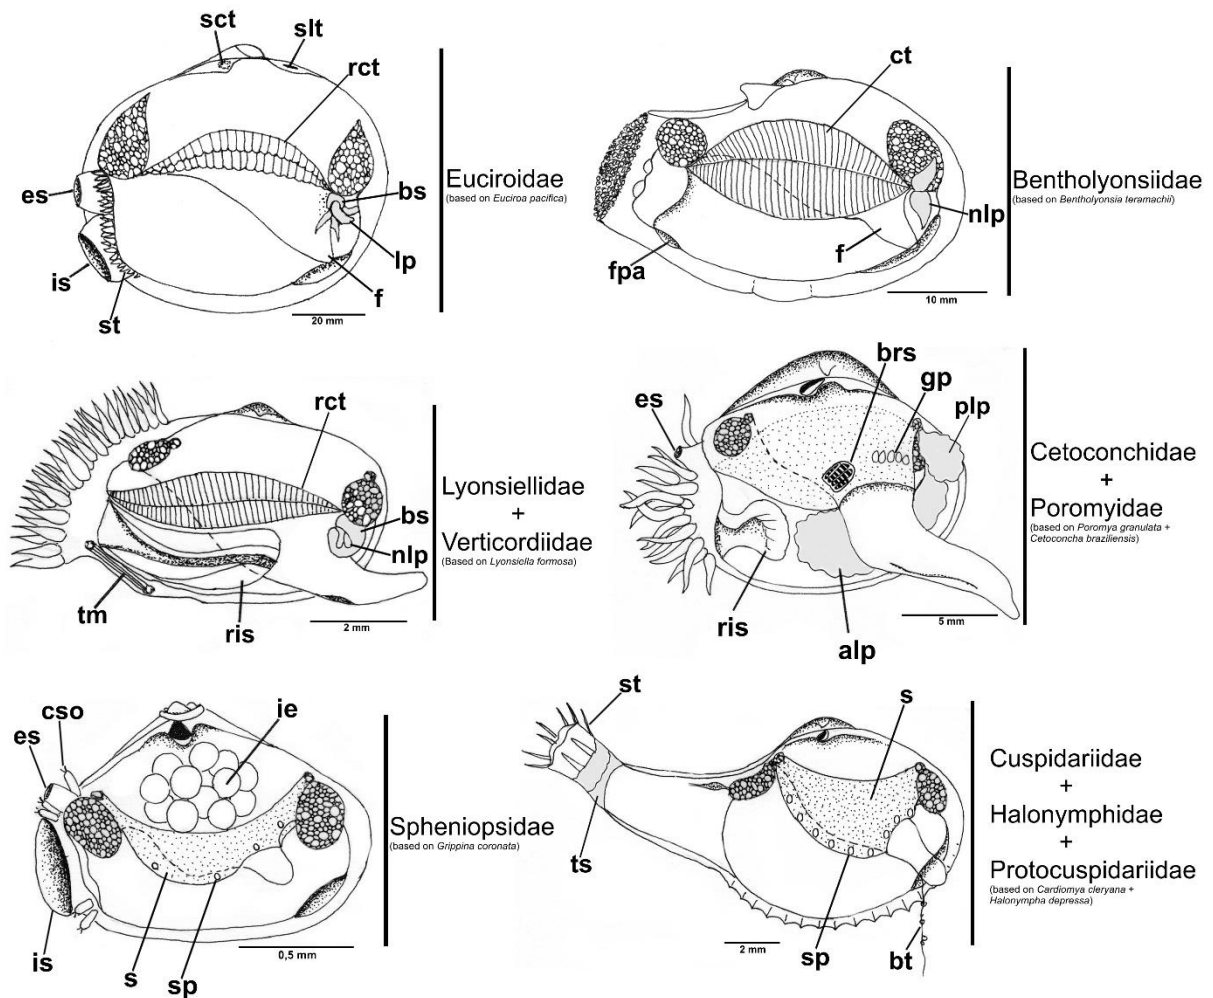 sct
slt
rct
es
bs
is
lp
st
f
20 mm
Euciroidae
(based on Euciroa pacifica)
ct
nlp
f
fpa
10 mm
Bentholyonsiidae
(based on Bentholyonsia teramachii)
rct
bs
nlp
tm
ris
2 mm
Lyonsiellidae
+
Verticordiidae
(Based on Lyonsiella formosa)
brs
gp
es
plp
ris
alp
5 mm
Cetoconchidae
+
Poromyidae
(based on Poromya granulata +
Cetoconcha braziliensis)
cso
ie
es
is
s
sp
0,5 mm
Spheniopsidae
(based on Grippina coronata)
st
s
ts
sp
bt
2 mm
Cuspidariidae
+
Halonymphidae
+
Protocuspidariidae
(based on Cardiomya cleryana +
Halonympha depressa)